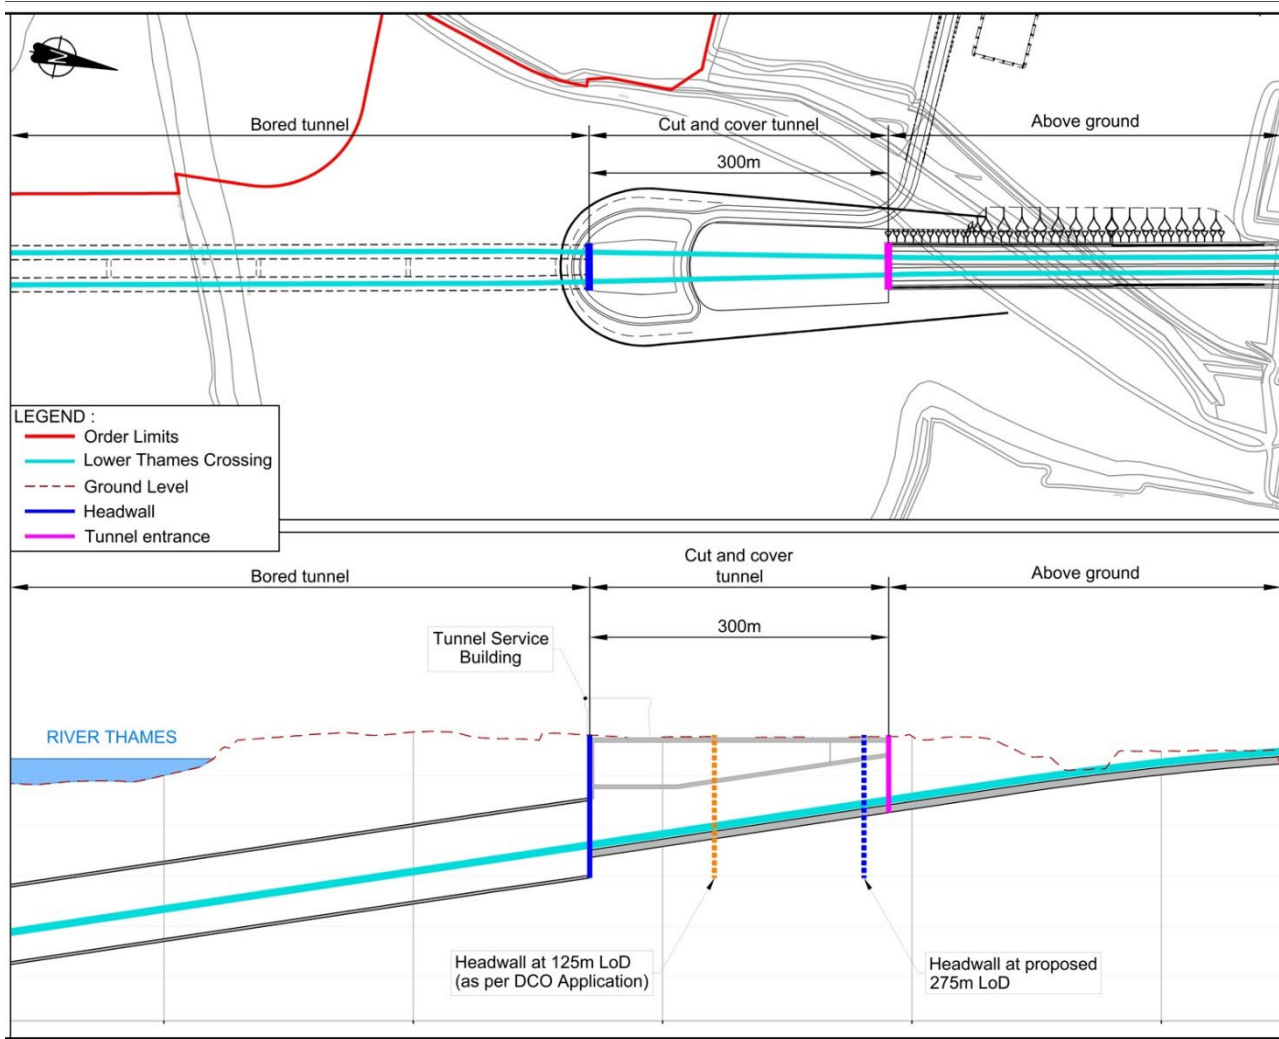 N
Bored tunnel
Cut and cover tunnel
Above ground
300m
LEGEND :
Order Limits
Lower Thames Crossing
Ground Level
Headwall
Tunnel entrance
Bored tunnel
Cut and cover
tunnel
Above ground
300m
Tunnel Service
Building
RIVER THAMES
Headwall at 125m LoD
(as per DCO Application)
Headwall at proposed
275m LoD